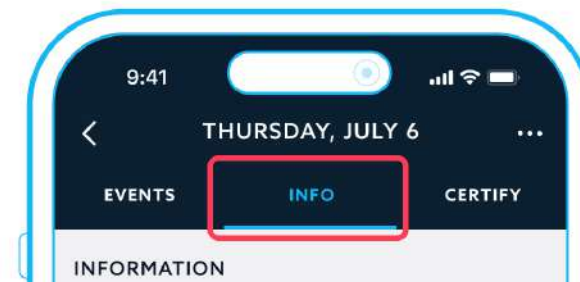 9:41
THURSDAY, JULY 6
EVENTS INFO CERTIFY
INFORMATION